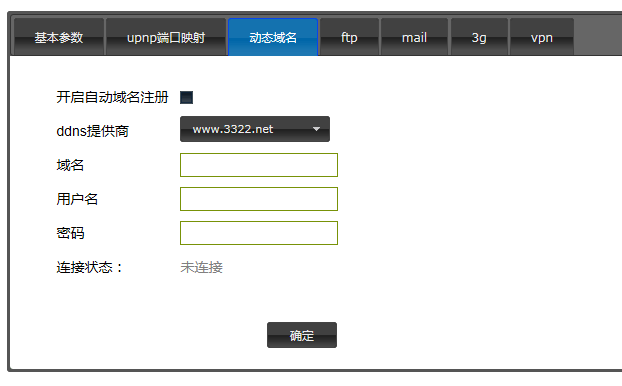 基本参数 upnp端口映射 动态域名 ftp mail 3g vpn
开启自动域名注册
ddns提供商 www.3322.net
域名
用户名
密码
连接状态： 未连接
确定